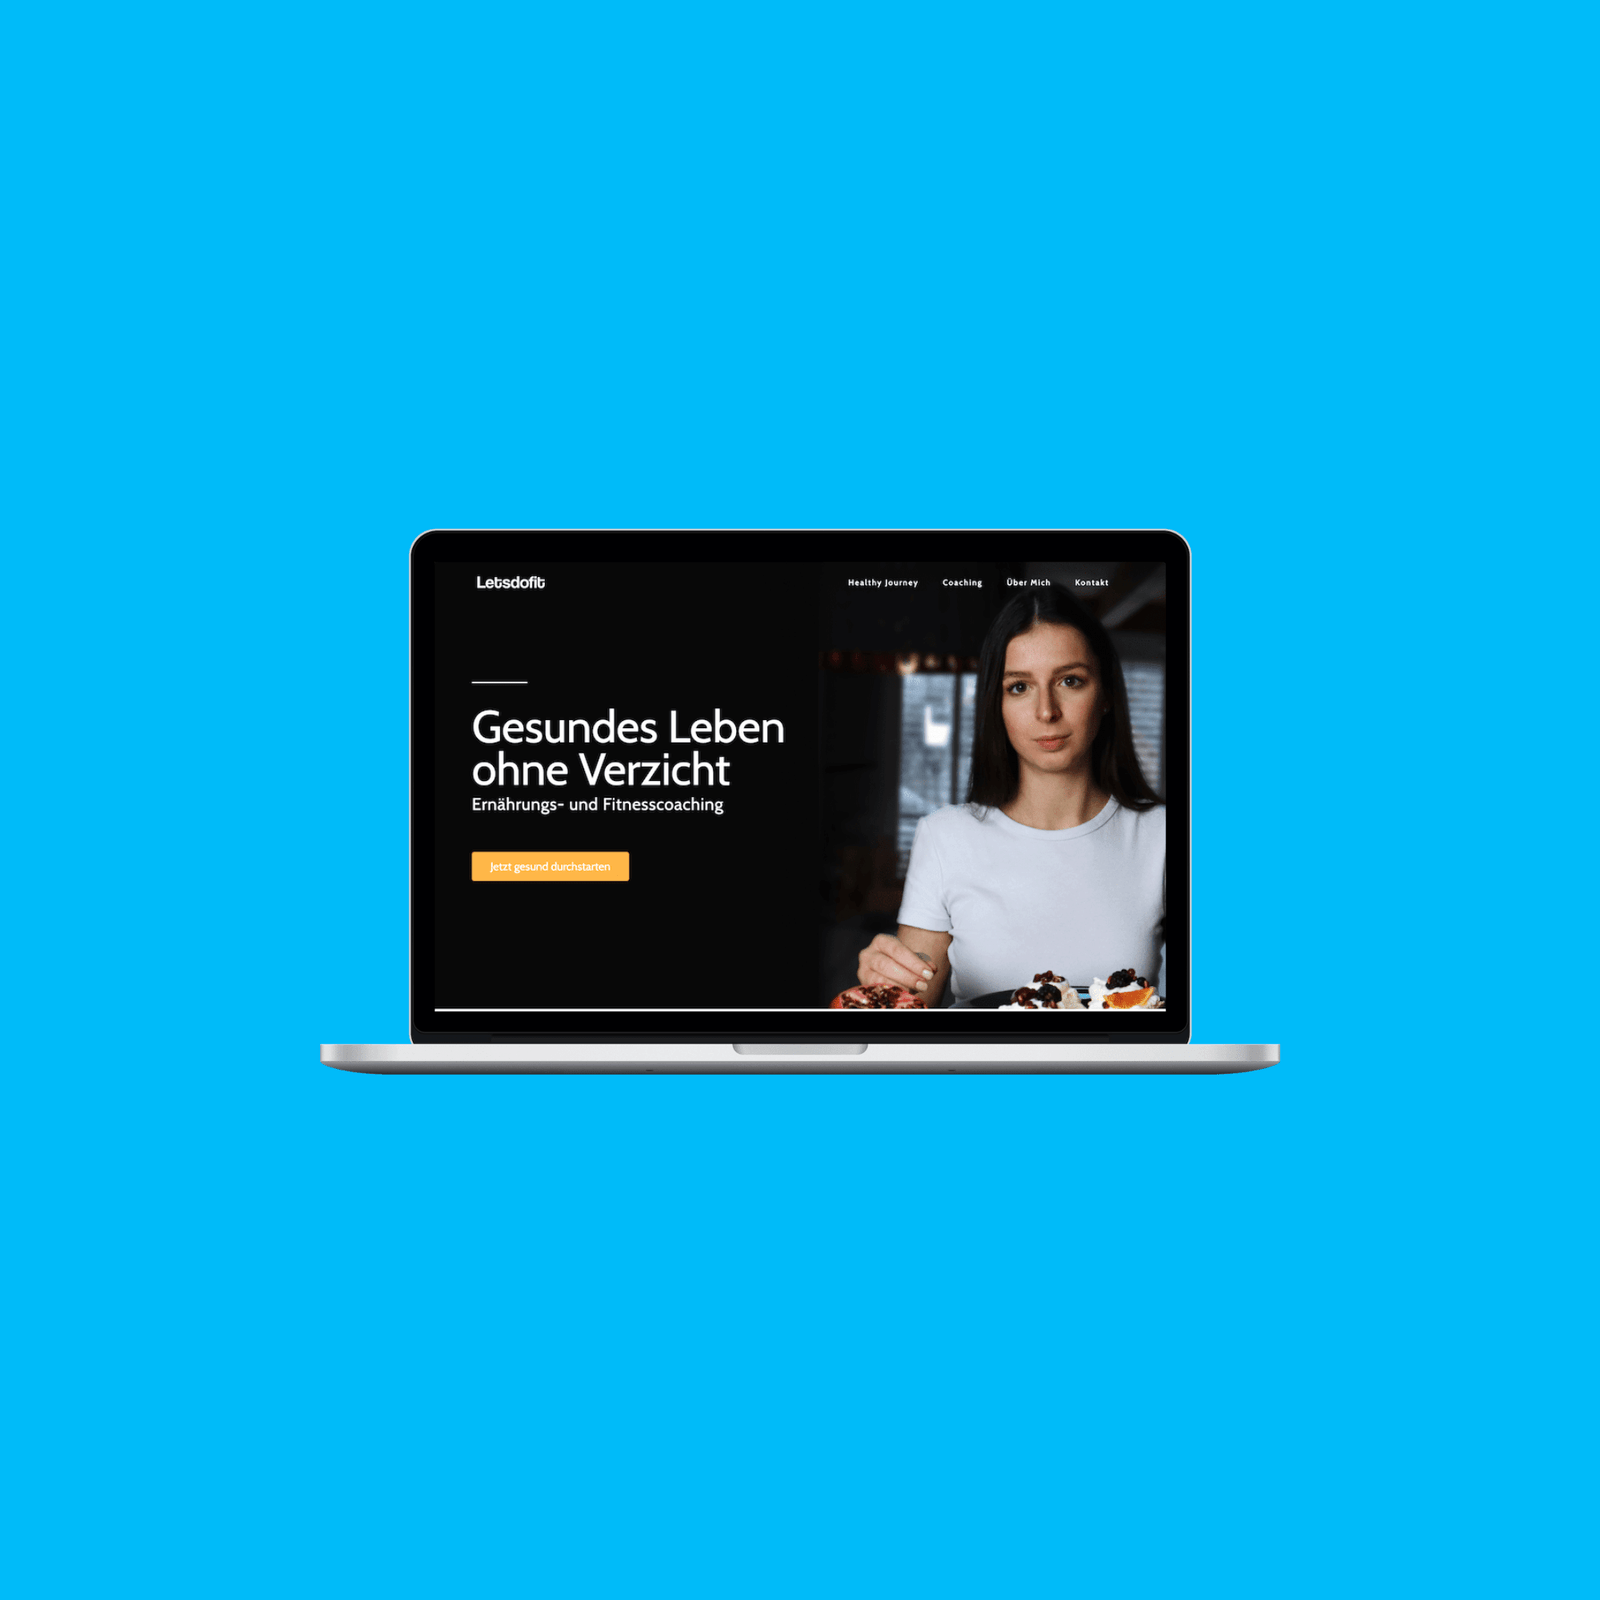 Letsdofit
Healthy Journey Coaching Über Mich Kontakt
Gesundes Leben
ohne Verzicht
Ernährungs- und Fitnesscoaching
Jetzt gesund durchstarten